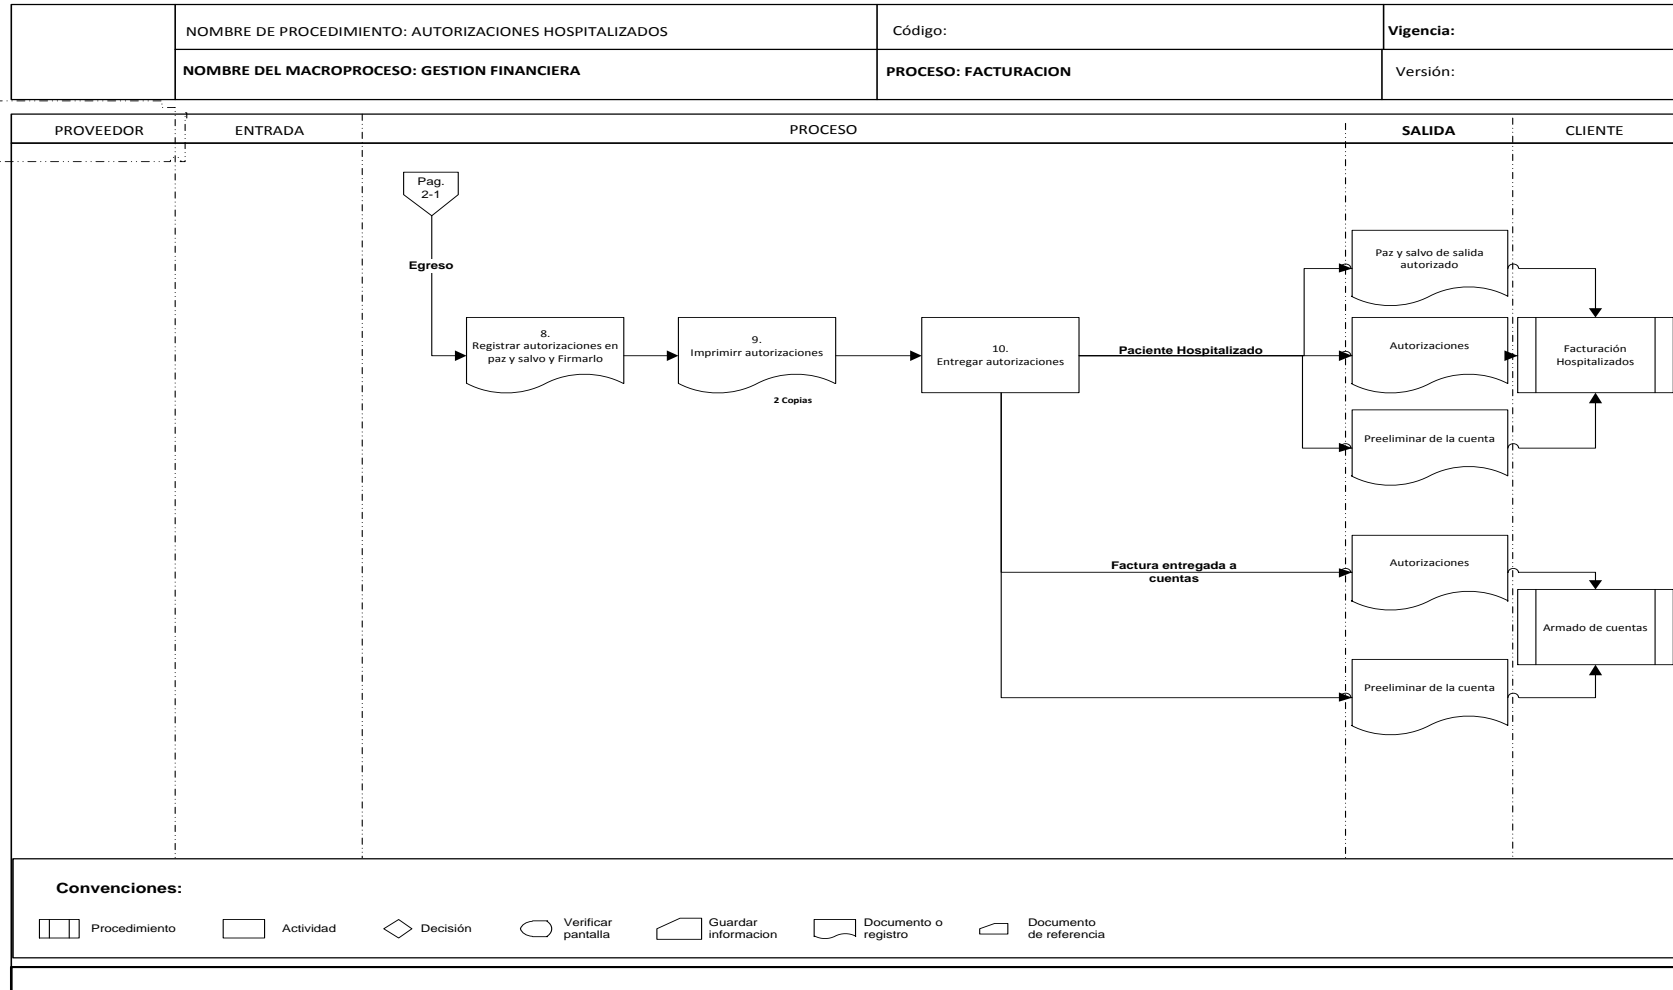 NOMBRE DE PROCEDIMIENTO: AUTORIZACIONES HOSPITALIZADOS
Código:
Vigencia:
NOMBRE DEL MACROPROCESO: GESTION FINANCIERA
PROCESO: FACTURACION
Versión:
PROVEEDOR
ENTRADA
PROCESO
SALIDA
CLIENTE
Pag.
2-1
Egreso
8.
Registrar autorizaciones en
paz y salvo y Firmarlo
9.
Imprimirr autorizaciones
2 Copias
10.
Entregar autorizaciones
Paciente Hospitalizado
Paz y salvo de salida
autorizado
Autorizaciones
Preeliminar de la cuenta
Facturación
Hospitalizados
Factura entregada a
cuentas
Autorizaciones
Preeliminar de la cuenta
Armado de cuentas
Convenciones:
Procedimiento
Actividad
Decisión
Verificar
pantalla
Guardar
informacion
Documento o
registro
Documento
de referencia